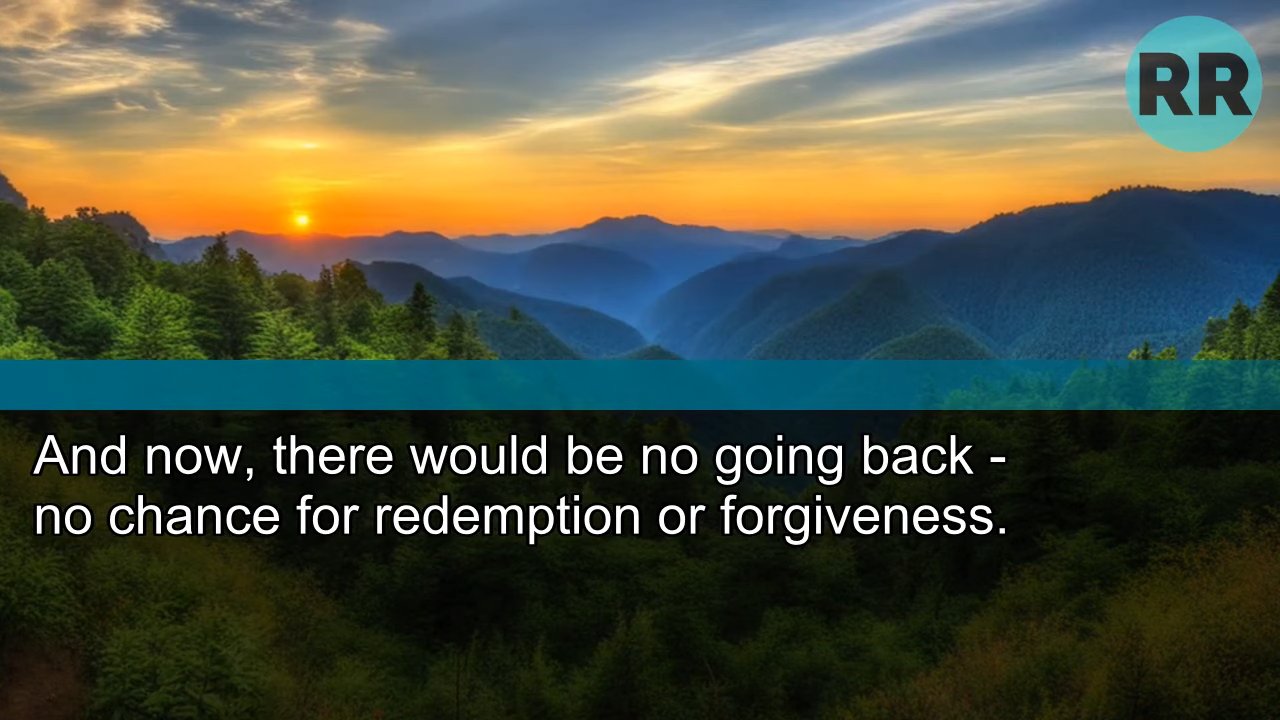 RR
And now, there would be no going back -
no chance for redemption or forgiveness.